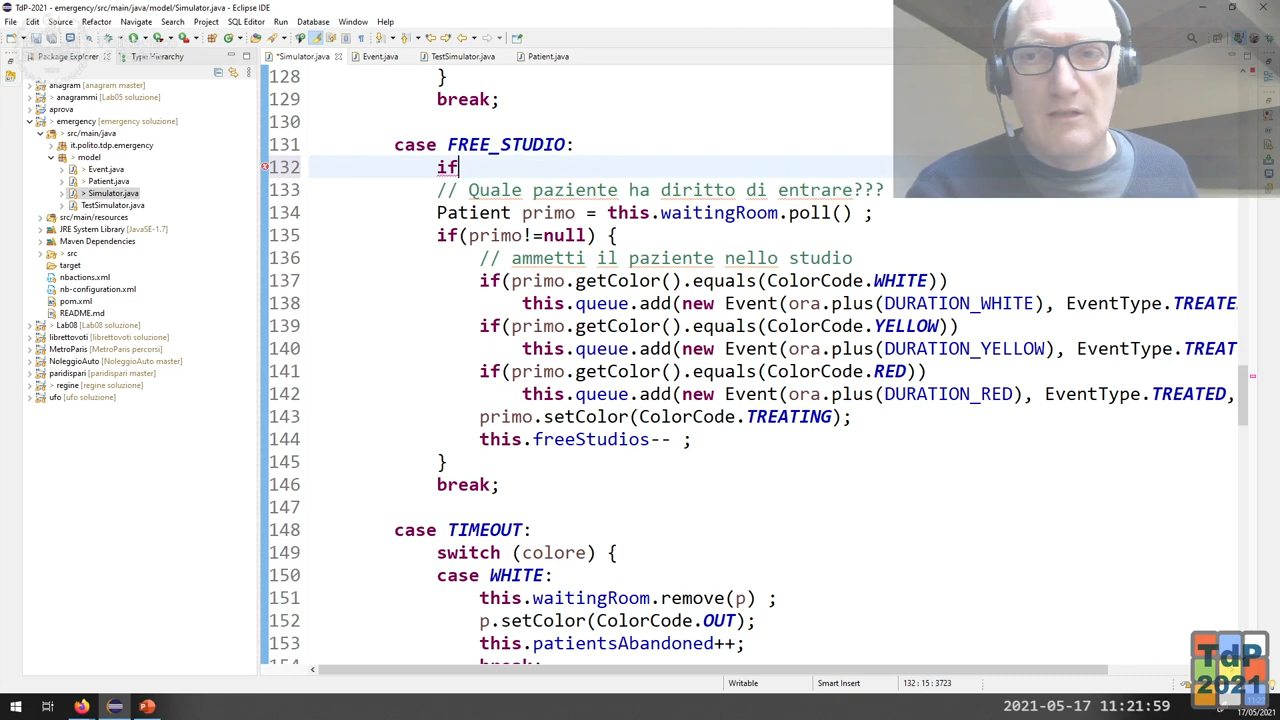 TdP-2021 - emergency/src/main/java/model/Simulator.java - Eclipse IDE
File Edit Source Refactor Navigate Search Project SQL Editor Run Database Window Help
Package Explorer Type Hierarchy
*Simulator.java Event.java TestSimulator.java Patient.java
anagram [anagram master]
> anagrammi [Lab05 soluzione]
aprova
> emergency [emergency soluzione]
> src/main/java
> it.polito.tdp.emergency
> model
> Event.java
> Patient.java
> Simulator.java
> TestSimulator.java
src/main/resources
JRE System Library [JavaSE-1.7]
Maven Dependencies
> src
target
nbactions.xml
nb-configuration.xml
pom.xml
README.md
> Lab08 [Lab08 soluzione]
librettovoti [librettovoti soluzione]
MetroParis [MetroParis percorsi]
NoleggioAuto [NoleggioAuto master]
paridispari [paridispari master]
> regine [regine soluzione]
ufo [ufo soluzione]
128 }
129 break;
130
131 case FREE_STUDIO:
132 if
133 // Quale paziente ha diritto di entrare???
134 Patient primo = this.waitingRoom.poll() ;
135 if(primo!=null) {
136 // ammetti il paziente nello studio
137 if(primo.getColor().equals(ColorCode.WHITE))
138 this.queue.add(new Event(ora.plus(DURATION_WHITE), EventType.TREATE
139 if(primo.getColor().equals(ColorCode.YELLOW))
140 this.queue.add(new Event(ora.plus(DURATION_YELLOW), EventType.TREAT
141 if(primo.getColor().equals(ColorCode.RED))
142 this.queue.add(new Event(ora.plus(DURATION_RED), EventType.TREATED,
143 primo.setColor(ColorCode.TREATING);
144 this.freeStudios-- ;
145 }
146 break;
147
148 case TIMEOUT:
149 switch (colore) {
150 case WHITE:
151 this.waitingRoom.remove(p) ;
152 p.setColor(ColorCode.OUT);
153 this.patientsAbandoned++;
154 break;
Writable Smart Insert 132 : 15 : 3723
TdP
2021
2021-05-17 11:21:59
17/05/2021